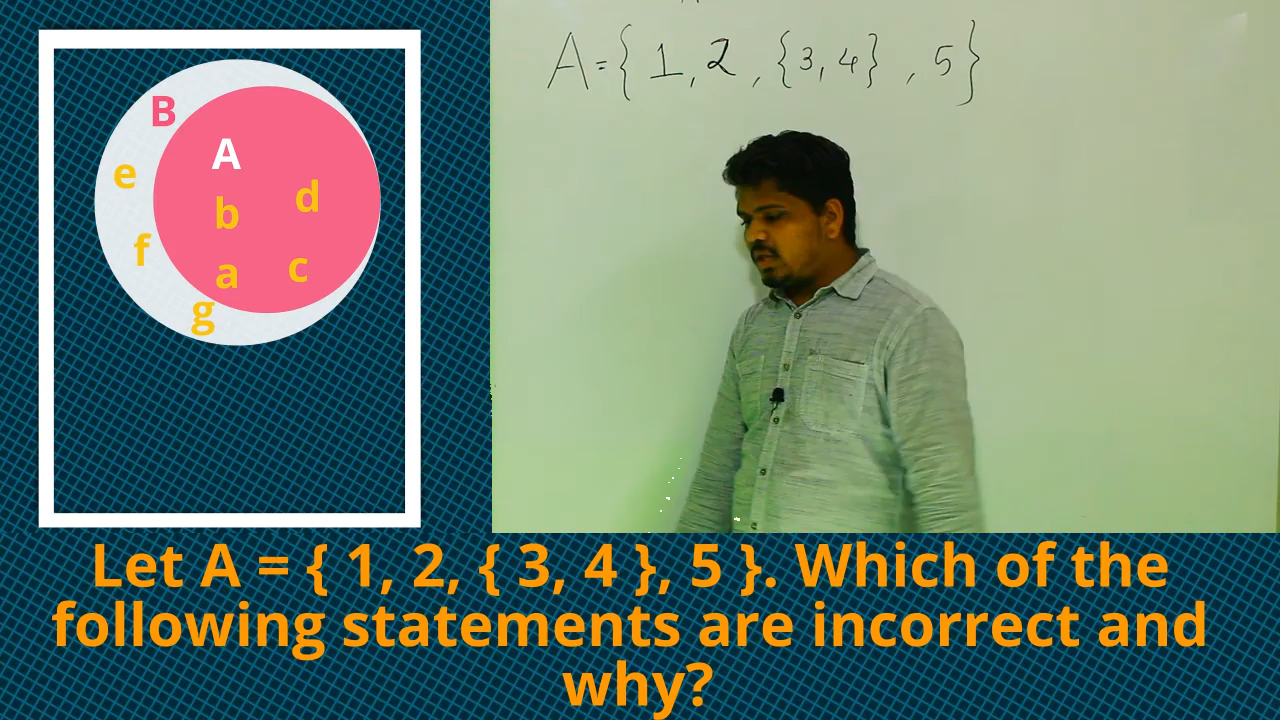 B
A
e
d
b
f
c
a
g
A = { 1, 2 , {3, 4} , 5 }
Let A = { 1, 2, { 3, 4 }, 5 }. Which of the
following statements are incorrect and
why?